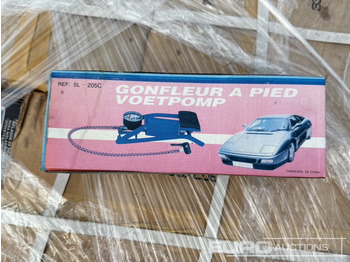 REF. SL - 205C
GONFLEUR A PIED
VOETPOMP
EURO AUCTIONS